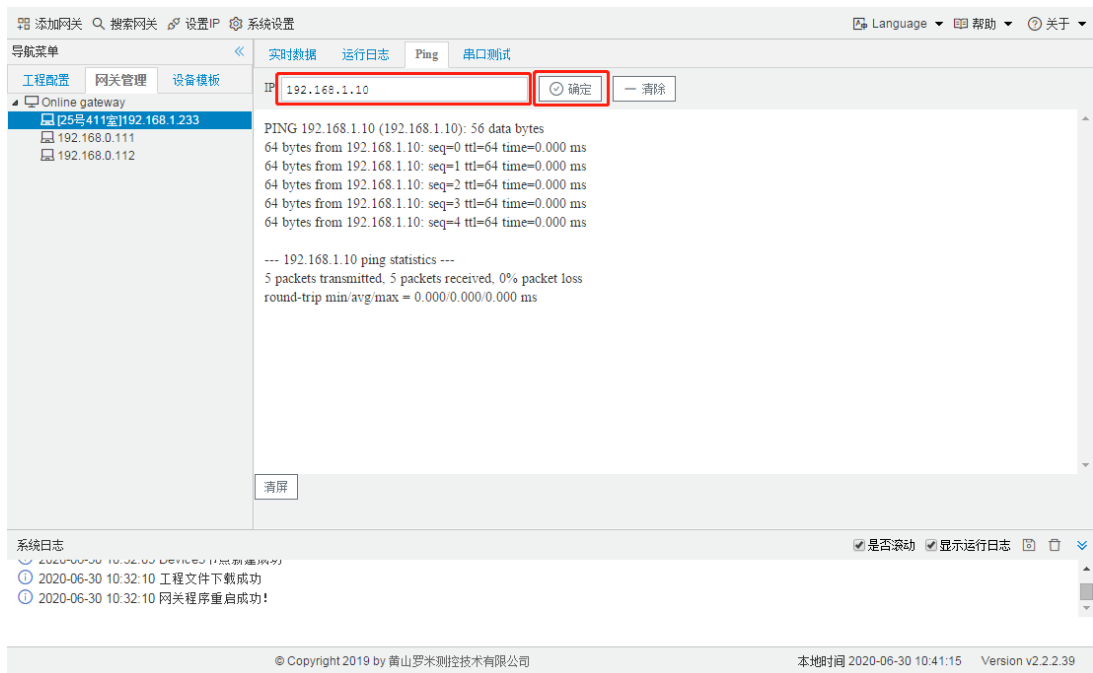 添加网关 搜索网关 设置IP 系统设置 Language 帮助 关于
导航菜单
实时数据 运行日志 Ping 串口测试
工程配置 网关管理 设备模板
IP 192.168.1.10 确定 清除
Online gateway
[25号411室]192.168.1.233
192.168.0.111
192.168.0.112
PING 192.168.1.10 (192.168.1.10): 56 data bytes
64 bytes from 192.168.1.10: seq=0 ttl=64 time=0.000 ms
64 bytes from 192.168.1.10: seq=1 ttl=64 time=0.000 ms
64 bytes from 192.168.1.10: seq=2 ttl=64 time=0.000 ms
64 bytes from 192.168.1.10: seq=3 ttl=64 time=0.000 ms
64 bytes from 192.168.1.10: seq=4 ttl=64 time=0.000 ms
--- 192.168.1.10 ping statistics ---
5 packets transmitted, 5 packets received, 0% packet loss
round-trip min/avg/max = 0.000/0.000/0.000 ms
清屏
系统日志 是否滚动 显示运行日志
2020-06-30 10:32:10 工程文件下载成功
2020-06-30 10:32:10 网关程序重启成功!
© Copyright 2019 by 黄山罗米测控技术有限公司 本地时间 2020-06-30 10:41:15 Version v2.2.2.39